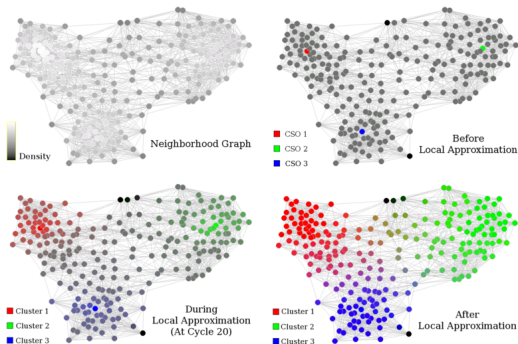 Density
Neighborhood Graph
CSO 1
CSO 2
CSO 3
Before
Local Approximation
Cluster 1
Cluster 2
Cluster 3
During
Local Approximation
(At Cycle 20)
Cluster 1
Cluster 2
Cluster 3
After
Local Approximation